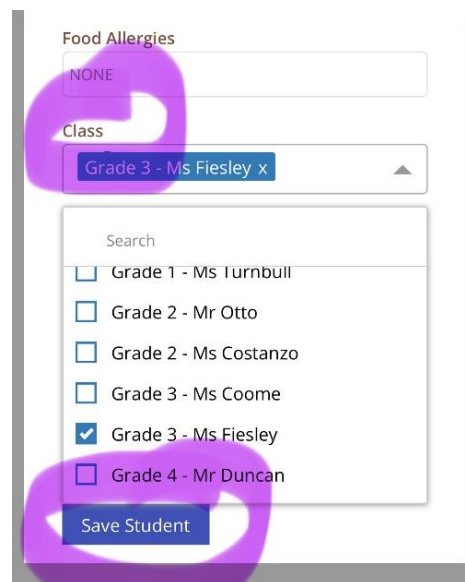 Food Allergies
NONE
Class
Grade 3 - Ms Fiesley x
Search
Grade 1 - Ms Turnbull
Grade 2 - Mr Otto
Grade 2 - Ms Costanzo
Grade 3 - Ms Coome
Grade 3 - Ms Fiesley
Grade 4 - Mr Duncan
Save Student